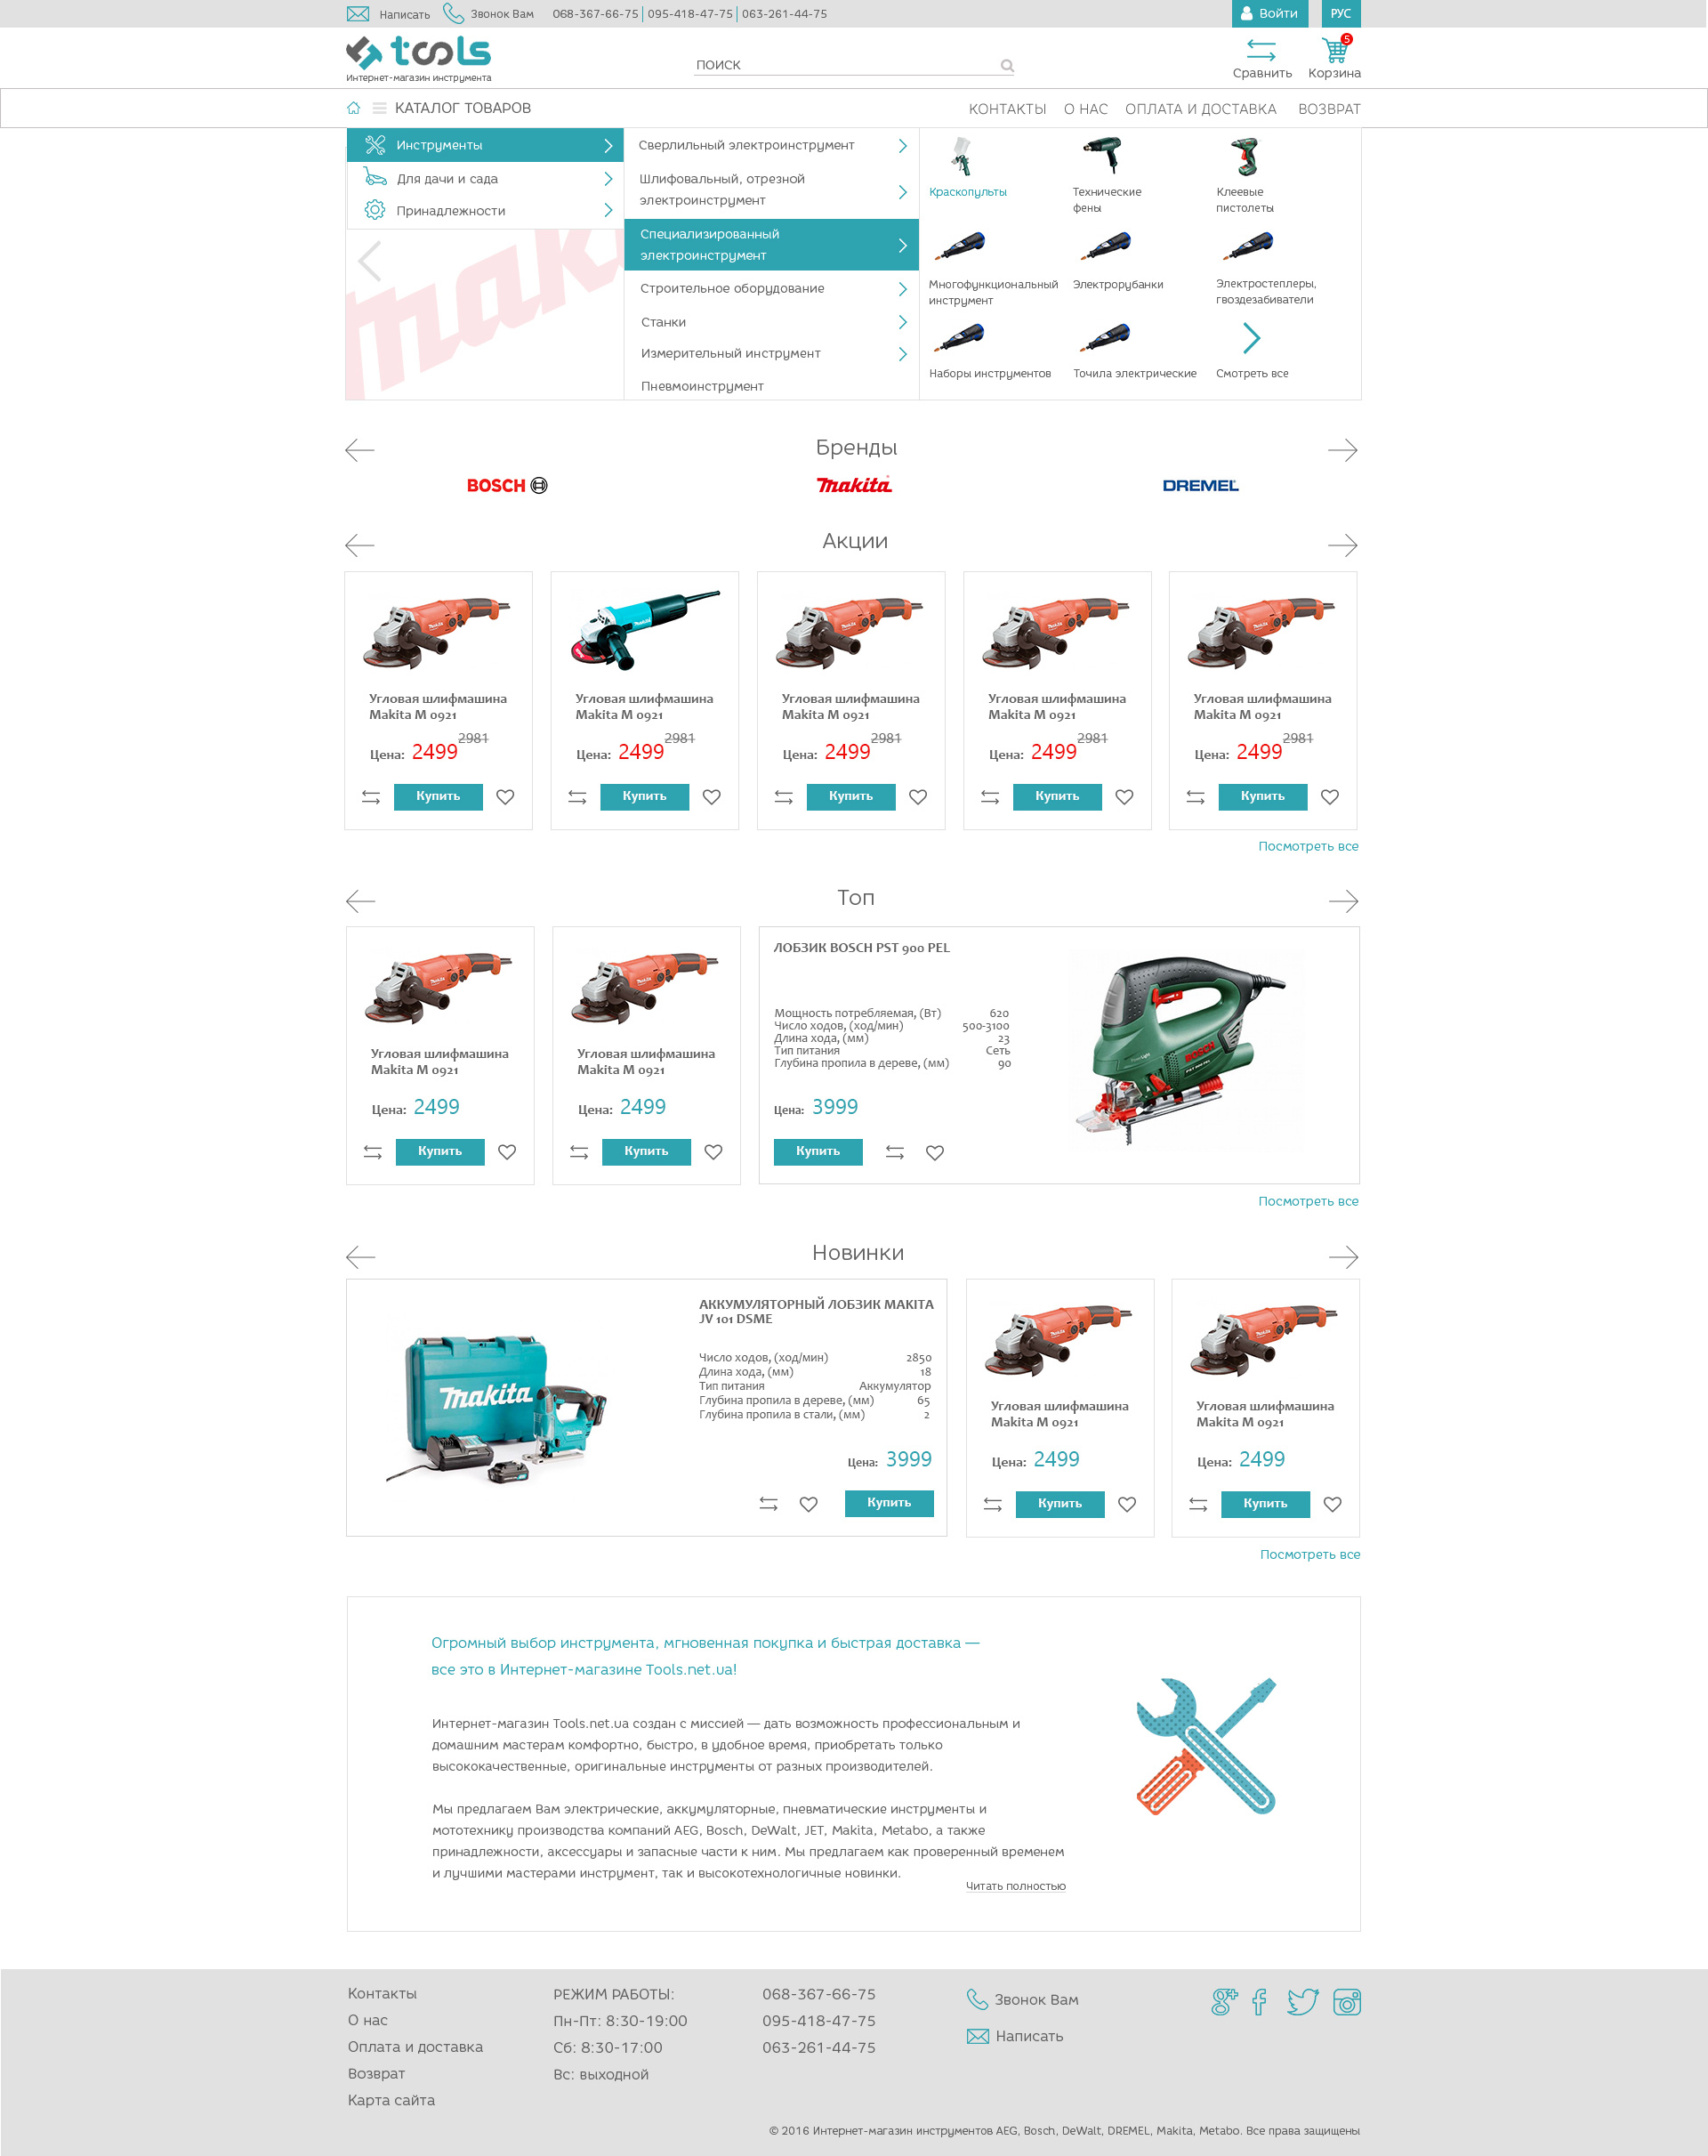 Написать
Звонок Вам
068-367-66-75
095-418-47-75
063-261-44-75
Войти
РУС
tools
Интернет-магазин инструмента
ПОИСК
Сравнить
5
Корзина
КАТАЛОГ ТОВАРОВ
КОНТАКТЫ
О НАС
ОПЛАТА И ДОСТАВКА
ВОЗВРАТ
Инструменты
Для дачи и сада
Принадлежности
Сверлильный электроинструмент
Шлифовальный, отрезной
электроинструмент
Специализированный
электроинструмент
Строительное оборудование
Станки
Измерительный инструмент
Пневмоинструмент
Краскопульты
Технические
фены
Клеевые
пистолеты
Многофункциональный
инструмент
Электрорубанки
Электростеплеры,
гвоздезабиватели
Наборы инструментов
Точила электрические
Смотреть все
Бренды
BOSCH
makita
DREMEL
Акции
Угловая шлифмашина
Makita M 0921
2981
Цена: 2499
Купить
Угловая шлифмашина
Makita M 0921
2981
Цена: 2499
Купить
Угловая шлифмашина
Makita M 0921
2981
Цена: 2499
Купить
Угловая шлифмашина
Makita M 0921
2981
Цена: 2499
Купить
Угловая шлифмашина
Makita M 0921
2981
Цена: 2499
Купить
Посмотреть все
Топ
Угловая шлифмашина
Makita M 0921
Цена: 2499
Купить
Угловая шлифмашина
Makita M 0921
Цена: 2499
Купить
ЛОБЗИК BOSCH PST 900 PEL
Мощность потребляемая, (Вт) 620
Число ходов, (ход/мин) 500-3100
Длина хода, (мм) 23
Тип питания Сеть
Глубина пропила в дереве, (мм) 90
Цена: 3999
Купить
BOSCH
Посмотреть все
Новинки
makita
АККУМУЛЯТОРНЫЙ ЛОБЗИК MAKITA
JV 101 DSME
Число ходов, (ход/мин) 2850
Длина хода, (мм) 18
Тип питания Аккумулятор
Глубина пропила в дереве, (мм) 65
Глубина пропила в стали, (мм) 2
Цена: 3999
Купить
Угловая шлифмашина
Makita M 0921
Цена: 2499
Купить
Угловая шлифмашина
Makita M 0921
Цена: 2499
Купить
Посмотреть все
Огромный выбор инструмента, мгновенная покупка и быстрая доставка —
все это в Интернет-магазине Tools.net.ua!
Интернет-магазин Tools.net.ua создан с миссией — дать возможность профессиональным и
домашним мастерам комфортно, быстро, в удобное время, приобретать только
высококачественные, оригинальные инструменты от разных производителей.
Мы предлагаем Вам электрические, аккумуляторные, пневматические инструменты и
мототехнику производства компаний AEG, Bosch, DeWalt, JET, Makita, Metabo, а также
принадлежности, аксессуары и запасные части к ним. Мы предлагаем как проверенный временем
и лучшими мастерами инструмент, так и высокотехнологичные новинки.
Читать полностью
Контакты
О нас
Оплата и доставка
Возврат
Карта сайта
РЕЖИМ РАБОТЫ:
Пн-Пт: 8:30-19:00
Сб: 8:30-17:00
Вс: выходной
068-367-66-75
095-418-47-75
063-261-44-75
Звонок Вам
Написать
© 2016 Интернет-магазин инструментов AEG, Bosch, DeWalt, DREMEL, Makita, Metabo. Все права защищены